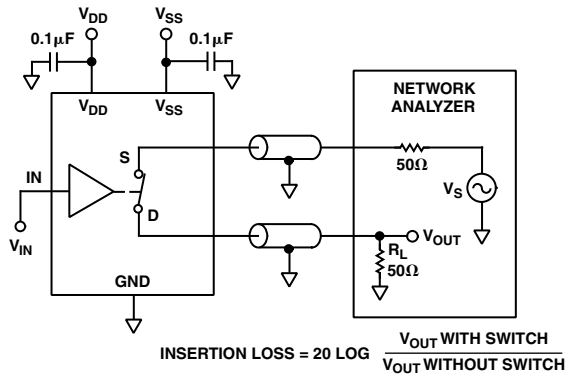 VDD
VSS
0.1µF
0.1µF
VDD
VSS
NETWORK
ANALYZER
S
50Ω
VS
IN
D
VIN
VOUT
RL
50Ω
GND
INSERTION LOSS = 20 LOG
VOUT WITH SWITCH
VOUT WITHOUT SWITCH